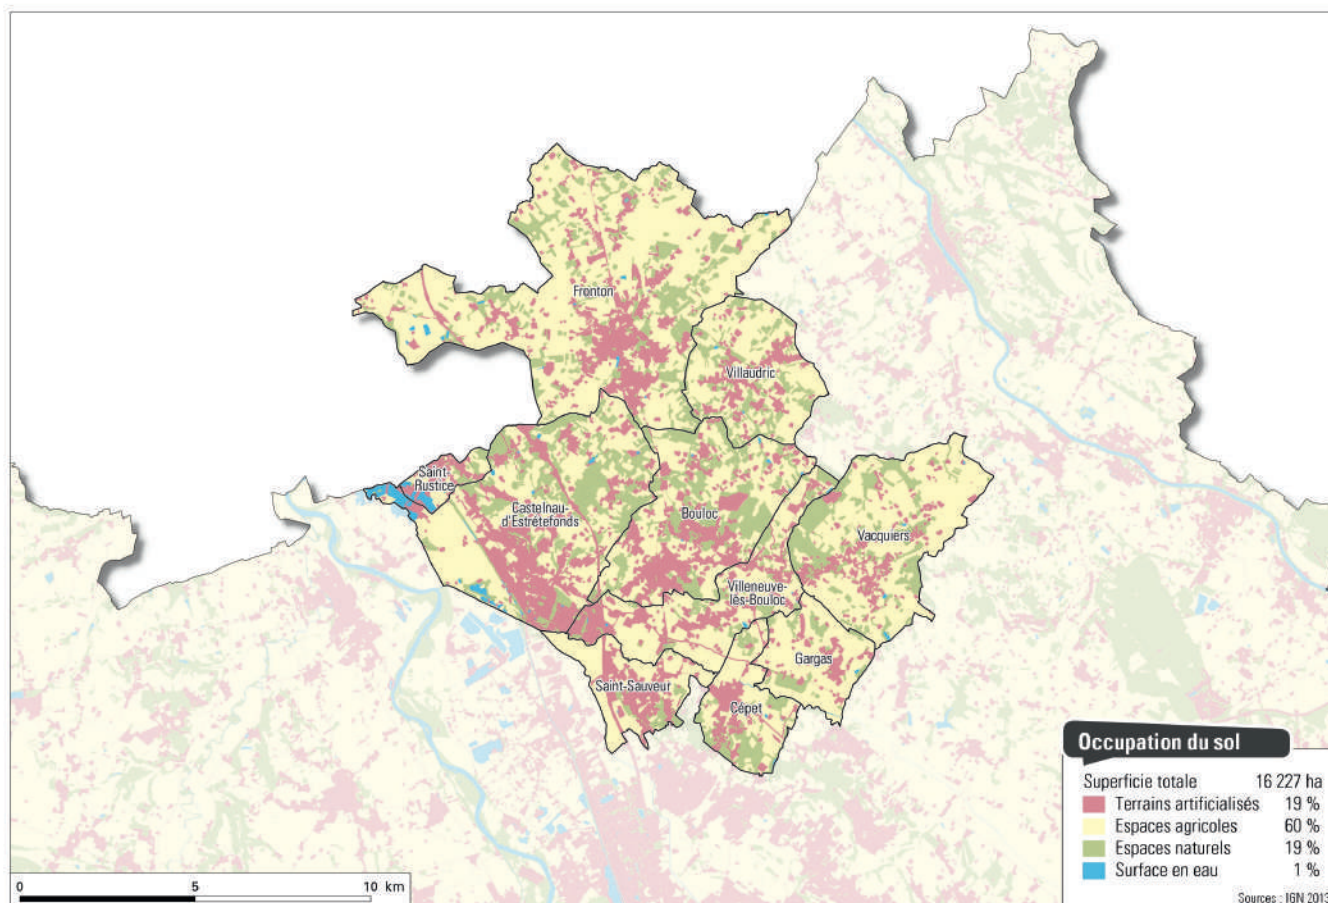 Fronton
Villaudric
Saint-
Rustice
Castelnau-
d'Estrétefonds
Bouloc
Vacquiers
Villeneuve-
lès-Bouloc
Gargas
Saint-Sauveur
Cépet
Occupation du sol
Superficie totale 16 227 ha
Terrains artificialisés 19 %
Espaces agricoles 60 %
Espaces naturels 19 %
Surface en eau 1 %
0 5 10 km
Sources : IGN 2013